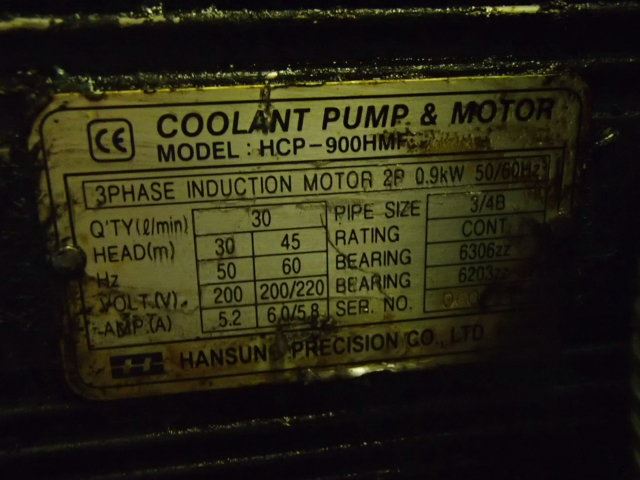 CE
COOLANT PUMP & MOTOR
MODEL : HCP-900HMF
3PHASE INDUCTION MOTOR 2P 0.9kW 50/60Hz
Q'TY(ℓ/min) 30 PIPE SIZE 3/4B
HEAD(m) 30 45 RATING CONT.
Hz 50 60 BEARING 6306zz
VOLT.(V) 200 200/220 BEARING 6203zz
AMP.(A) 5.2 6.0/5.8 SER. NO.
HANSUNG PRECISION CO., LTD